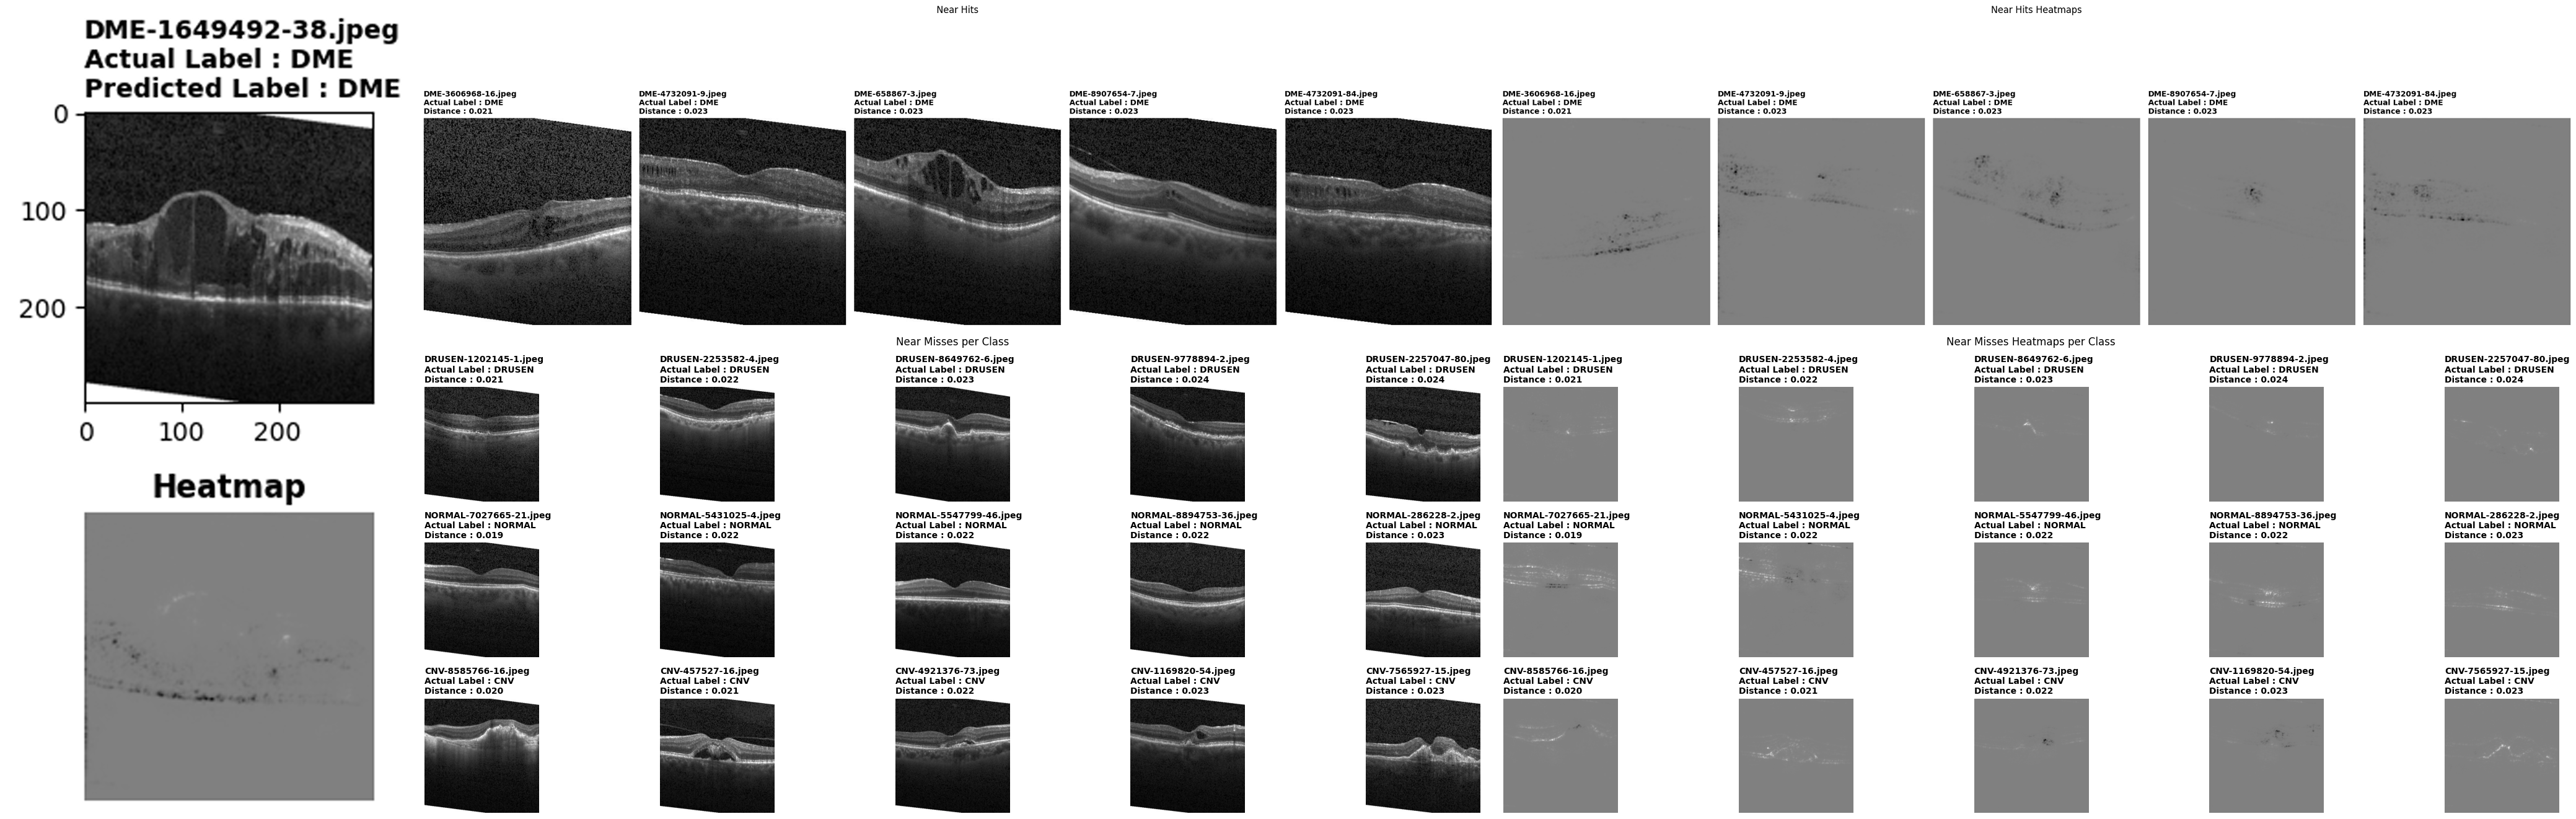 DME-1649492-38.jpeg
Actual Label : DME
Predicted Label : DME
0
100
200
0
100
200
Heatmap
Near Hits
DME-3606968-16.jpeg
Actual Label : DME
Distance : 0.021
DME-4732091-9.jpeg
Actual Label : DME
Distance : 0.023
DME-658867-3.jpeg
Actual Label : DME
Distance : 0.023
DME-8907654-7.jpeg
Actual Label : DME
Distance : 0.023
DME-4732091-84.jpeg
Actual Label : DME
Distance : 0.023
Near Hits Heatmaps
DME-3606968-16.jpeg
Actual Label : DME
Distance : 0.021
DME-4732091-9.jpeg
Actual Label : DME
Distance : 0.023
DME-658867-3.jpeg
Actual Label : DME
Distance : 0.023
DME-8907654-7.jpeg
Actual Label : DME
Distance : 0.023
DME-4732091-84.jpeg
Actual Label : DME
Distance : 0.023
Near Misses per Class
DRUSEN-1202145-1.jpeg
Actual Label : DRUSEN
Distance : 0.021
DRUSEN-2253582-4.jpeg
Actual Label : DRUSEN
Distance : 0.022
DRUSEN-8649762-6.jpeg
Actual Label : DRUSEN
Distance : 0.023
DRUSEN-9778894-2.jpeg
Actual Label : DRUSEN
Distance : 0.024
DRUSEN-2257047-80.jpeg
Actual Label : DRUSEN
Distance : 0.024
NORMAL-7027665-21.jpeg
Actual Label : NORMAL
Distance : 0.019
NORMAL-5431025-4.jpeg
Actual Label : NORMAL
Distance : 0.022
NORMAL-5547799-46.jpeg
Actual Label : NORMAL
Distance : 0.022
NORMAL-8894753-36.jpeg
Actual Label : NORMAL
Distance : 0.022
NORMAL-286228-2.jpeg
Actual Label : NORMAL
Distance : 0.023
CNV-8585766-16.jpeg
Actual Label : CNV
Distance : 0.020
CNV-457527-16.jpeg
Actual Label : CNV
Distance : 0.021
CNV-4921376-73.jpeg
Actual Label : CNV
Distance : 0.022
CNV-1169820-54.jpeg
Actual Label : CNV
Distance : 0.023
CNV-7565927-15.jpeg
Actual Label : CNV
Distance : 0.023
Near Misses Heatmaps per Class
DRUSEN-1202145-1.jpeg
Actual Label : DRUSEN
Distance : 0.021
DRUSEN-2253582-4.jpeg
Actual Label : DRUSEN
Distance : 0.022
DRUSEN-8649762-6.jpeg
Actual Label : DRUSEN
Distance : 0.023
DRUSEN-9778894-2.jpeg
Actual Label : DRUSEN
Distance : 0.024
DRUSEN-2257047-80.jpeg
Actual Label : DRUSEN
Distance : 0.024
NORMAL-7027665-21.jpeg
Actual Label : NORMAL
Distance : 0.019
NORMAL-5431025-4.jpeg
Actual Label : NORMAL
Distance : 0.022
NORMAL-5547799-46.jpeg
Actual Label : NORMAL
Distance : 0.022
NORMAL-8894753-36.jpeg
Actual Label : NORMAL
Distance : 0.022
NORMAL-286228-2.jpeg
Actual Label : NORMAL
Distance : 0.023
CNV-8585766-16.jpeg
Actual Label : CNV
Distance : 0.020
CNV-457527-16.jpeg
Actual Label : CNV
Distance : 0.021
CNV-4921376-73.jpeg
Actual Label : CNV
Distance : 0.022
CNV-1169820-54.jpeg
Actual Label : CNV
Distance : 0.023
CNV-7565927-15.jpeg
Actual Label : CNV
Distance : 0.023